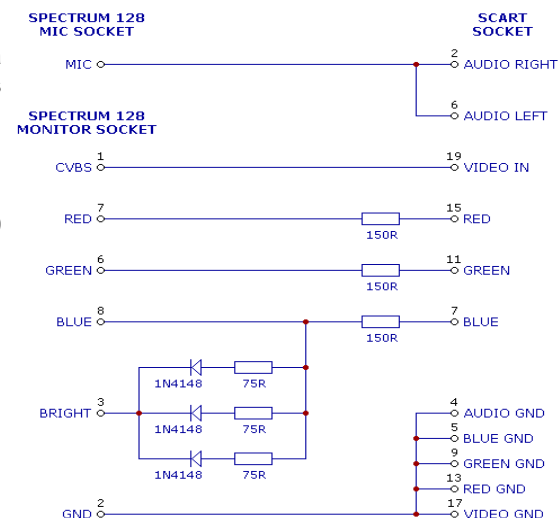 SPECTRUM 128
MIC SOCKET
SCART
SOCKET
MIC
2
AUDIO RIGHT
6
AUDIO LEFT
SPECTRUM 128
MONITOR SOCKET
CVBS 1
19
VIDEO IN
RED 7
150R
15
RED
GREEN 6
150R
11
GREEN
BLUE 8
150R
7
BLUE
1N4148 75R
BRIGHT 3
1N4148 75R
1N4148 75R
4
AUDIO GND
5
BLUE GND
9
GREEN GND
13
RED GND
GND 2
17
VIDEO GND